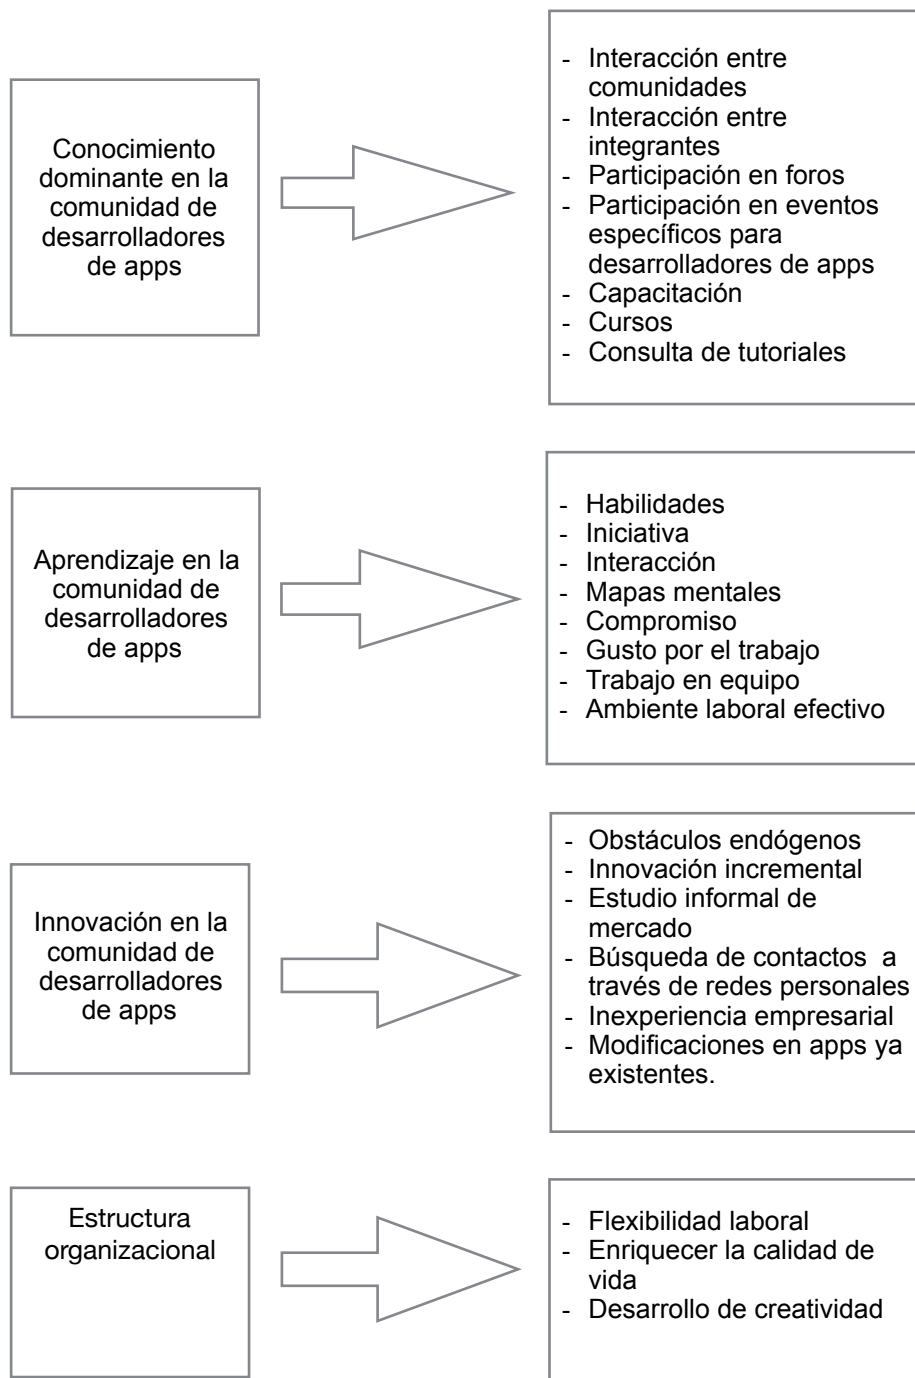 Conocimiento
dominante en la
comunidad de
desarrolladores
de apps
- Interacción entre
comunidades
- Interacción entre
integrantes
- Participación en foros
- Participación en eventos
específicos para
desarrolladores de apps
- Capacitación
- Cursos
- Consulta de tutoriales
Aprendizaje en la
comunidad de
desarrolladores
de apps
- Habilidades
- Iniciativa
- Interacción
- Mapas mentales
- Compromiso
- Gusto por el trabajo
- Trabajo en equipo
- Ambiente laboral efectivo
Innovación en la
comunidad de
desarrolladores
de apps
- Obstáculos endógenos
- Innovación incremental
- Estudio informal de
mercado
- Búsqueda de contactos a
través de redes personales
- Inexperiencia empresarial
- Modificaciones en apps ya
existentes.
Estructura
organizacional
- Flexibilidad laboral
- Enriquecer la calidad de
vida
- Desarrollo de creatividad